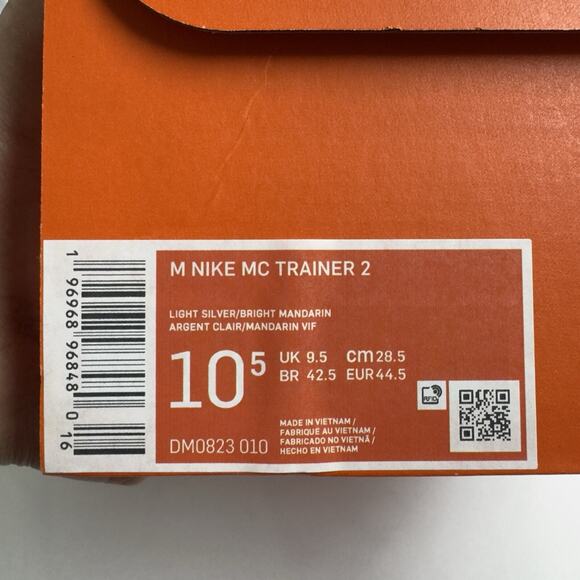 M NIKE MC TRAINER 2
LIGHT SILVER/BRIGHT MANDARIN
ARGENT CLAIR/MANDARIN VIF
10 5
UK 9.5 cm 28.5
BR 42.5 EUR 44.5
MADE IN VIETNAM /
FABRIQUÉ AU VIETNAM /
FABRICADO NO VIETNÃ /
HECHO EN VIETNAM
DM0823 010
RFID
1 96968 96848 0 16